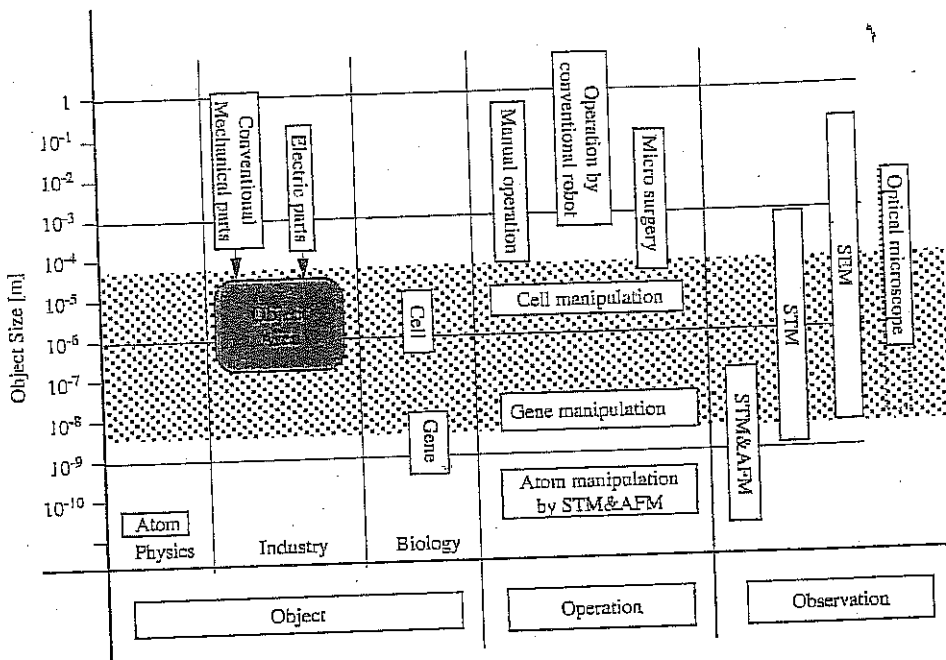 Object Size [m]
1
10⁻¹
10⁻²
10⁻³
10⁻⁴
10⁻⁵
10⁻⁶
10⁻⁷
10⁻⁸
10⁻⁹
10⁻¹⁰
Conventional
Mechanical parts
Electric parts
Object
Area
Atom
Physics
Industry
Cell
Gene
Biology
Manual operation
Operation by
conventional robot
Micro surgery
Cell manipulation
Gene manipulation
Atom manipulation
by STM&AFM
STM&AFM
STM
SEM
Optical microscope
Object
Operation
Observation